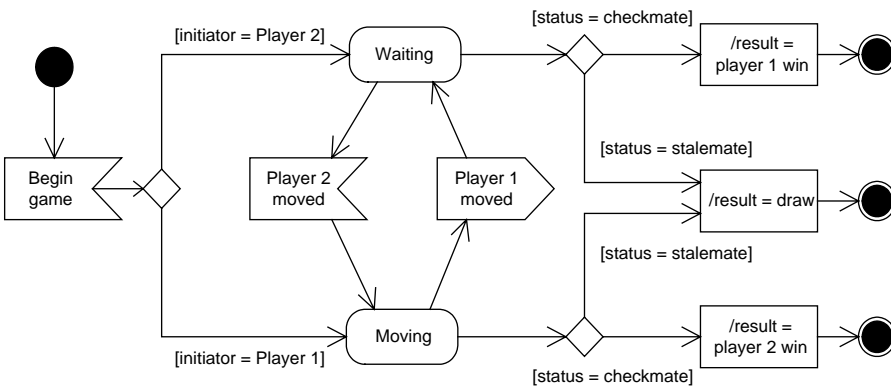 [status = checkmate]
[initiator = Player 2]
Waiting
/result =
player 1 win
[status = stalemate]
Begin
game
Player 2
moved
Player 1
moved
/result = draw
[status = stalemate]
Moving
/result =
player 2 win
[initiator = Player 1]
[status = checkmate]